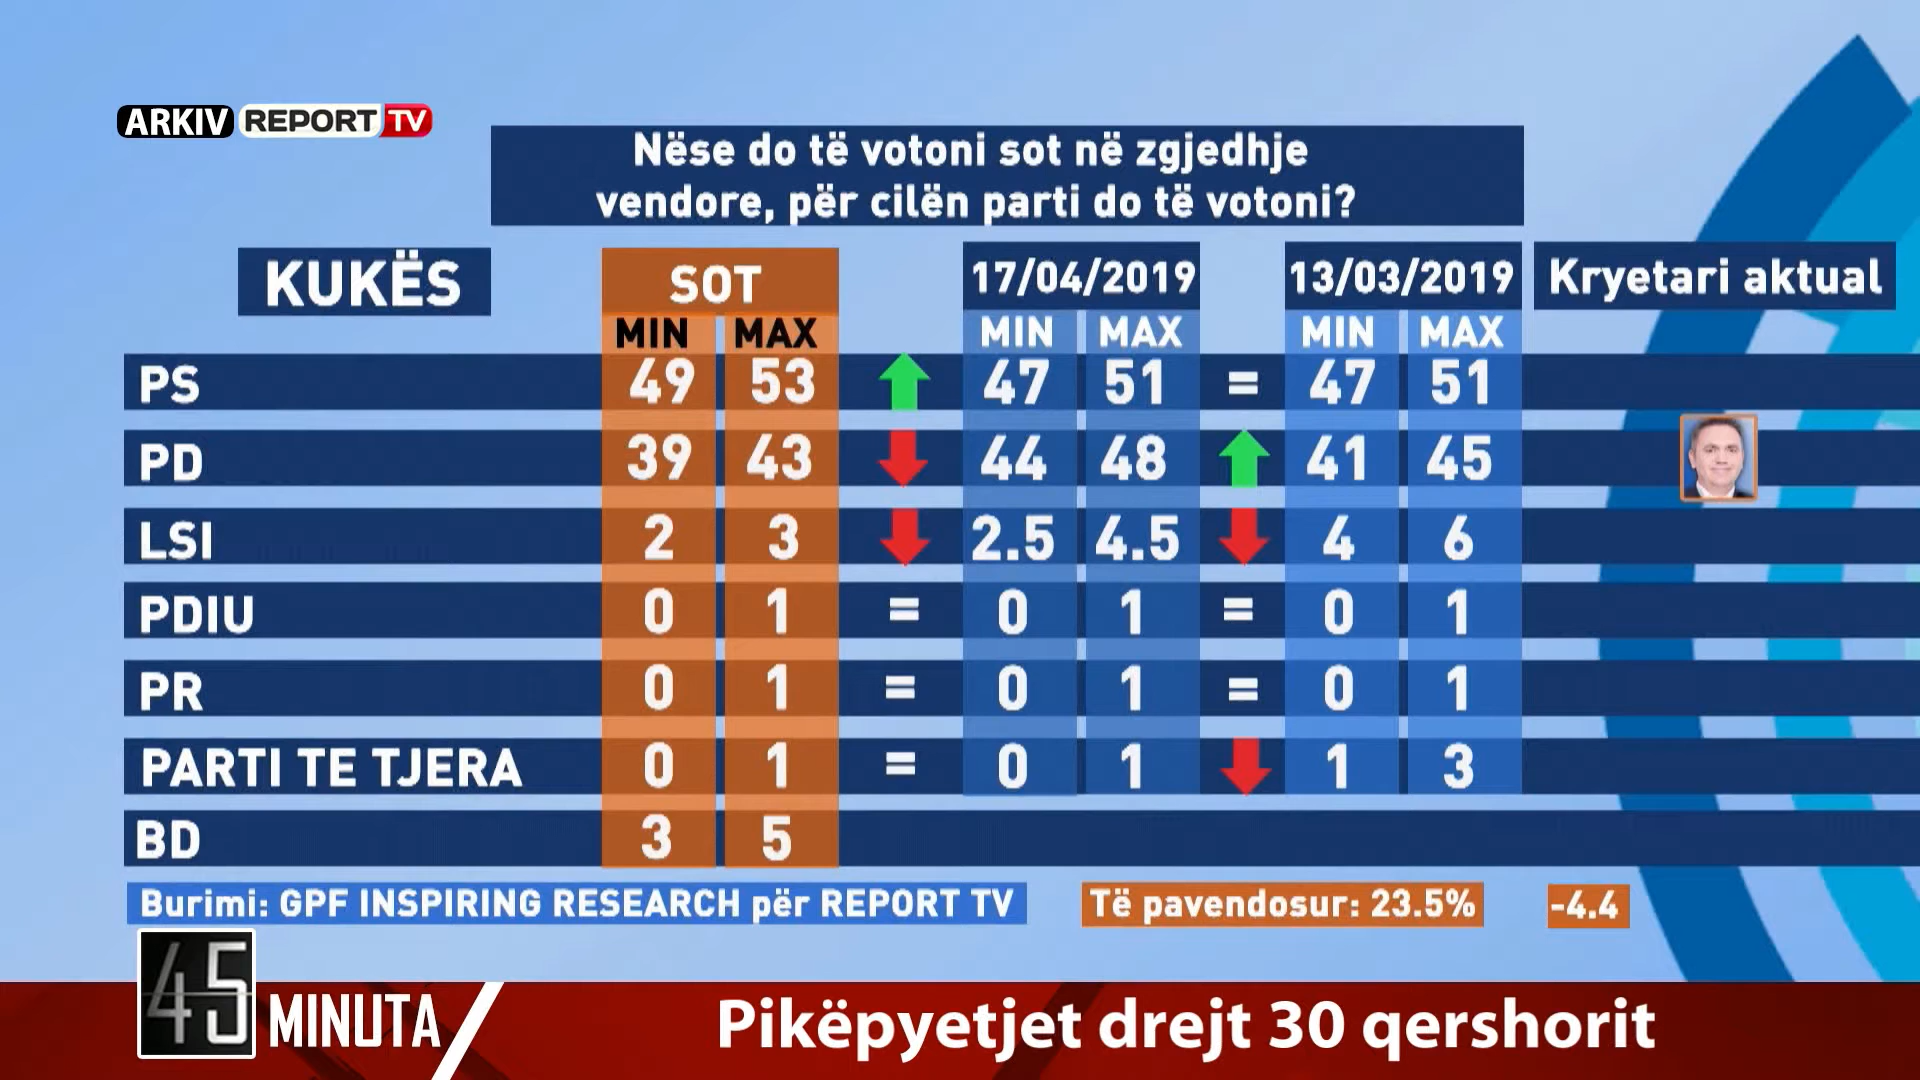 ARKIV REPORT TV
Nëse do të votoni sot në zgjedhje
vendore, për cilën parti do të votoni?
KUKËS SOT 17/04/2019 13/03/2019 Kryetari aktual
MIN MAX MIN MAX MIN MAX
PS 49 53 47 51 = 47 51
PD 39 43 44 48 41 45
LSI 2 3 2.5 4.5 4 6
PDIU 0 1 = 0 1 = 0 1
PR 0 1 = 0 1 = 0 1
PARTI TE TJERA 0 1 = 0 1 1 3
BD 3 5
Burimi: GPF INSPIRING RESEARCH për REPORT TV Të pavendosur: 23.5% -4.4
45 MINUTA Pikëpyetjet drejt 30 qershorit